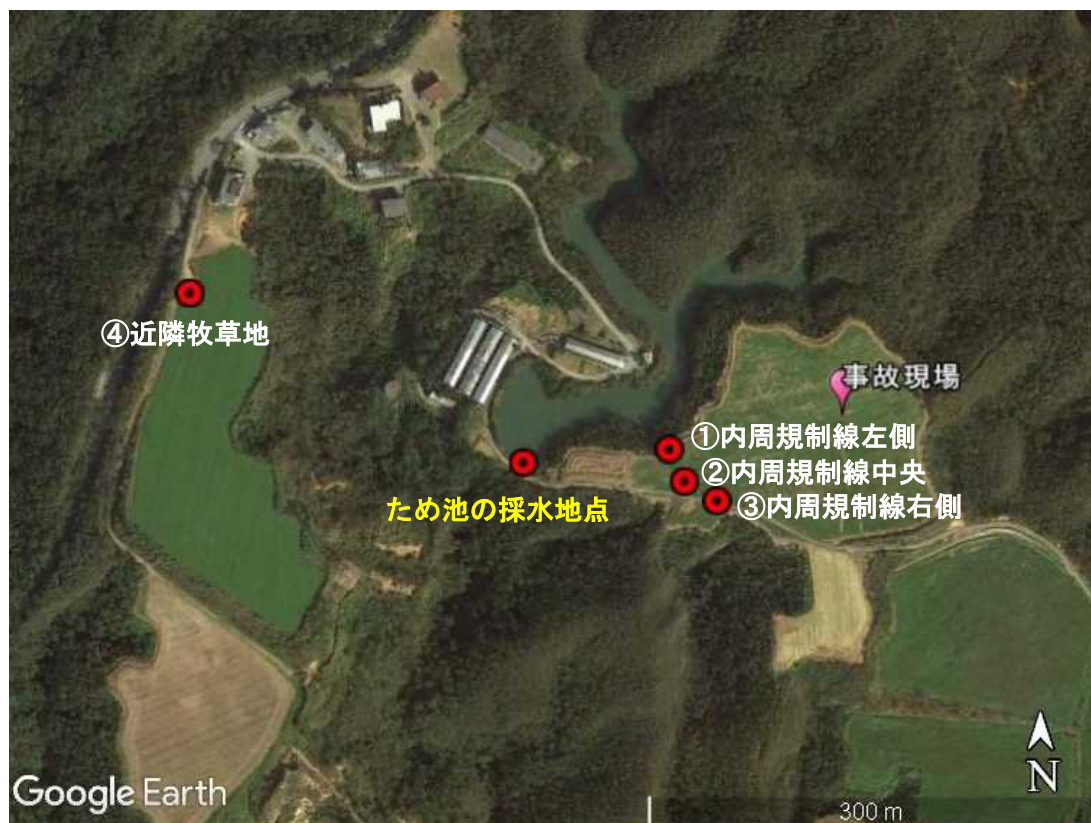 ④近隣牧草地
事故現場
①内周規制線左側
②内周規制線中央
③内周規制線右側
ため池の採水地点
N
Google Earth
300 m